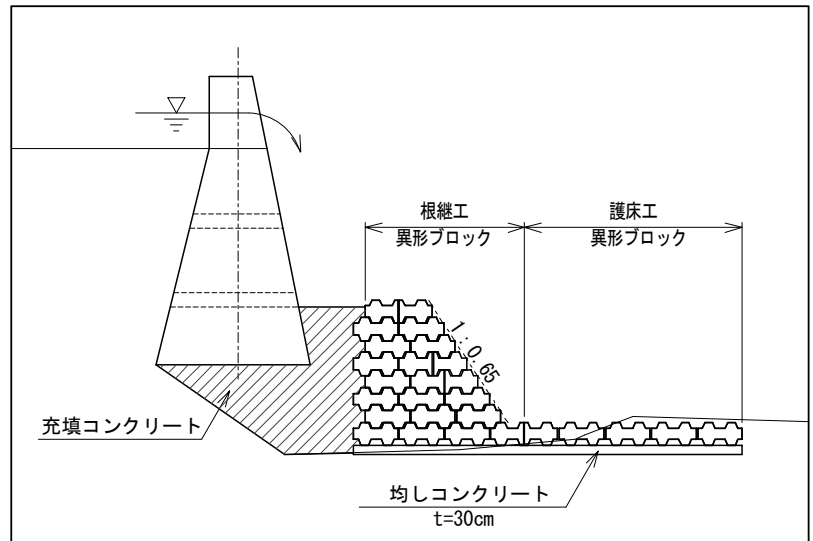 根継工
異形ブロック
護床工
異形ブロック
1:0.65
充填コンクリート
均しコンクリート
t=30cm